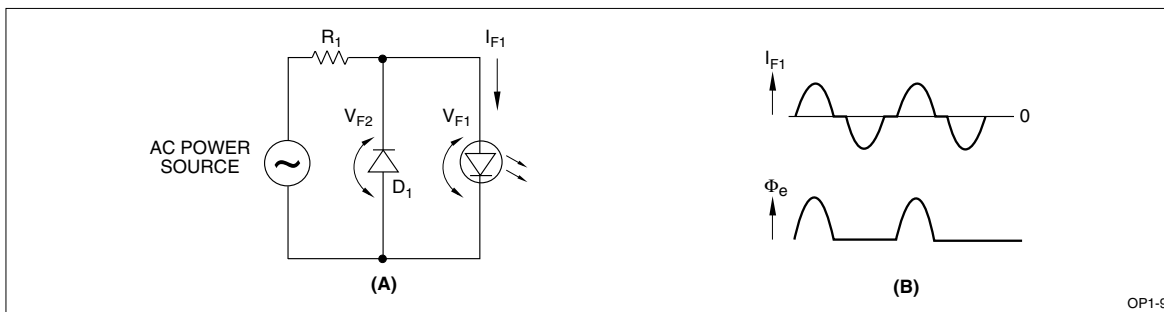 R1
IF1
VF2
VF1
AC POWER
SOURCE
~
D1
(A)
IF1
0
Φe
(B)
OP1-9